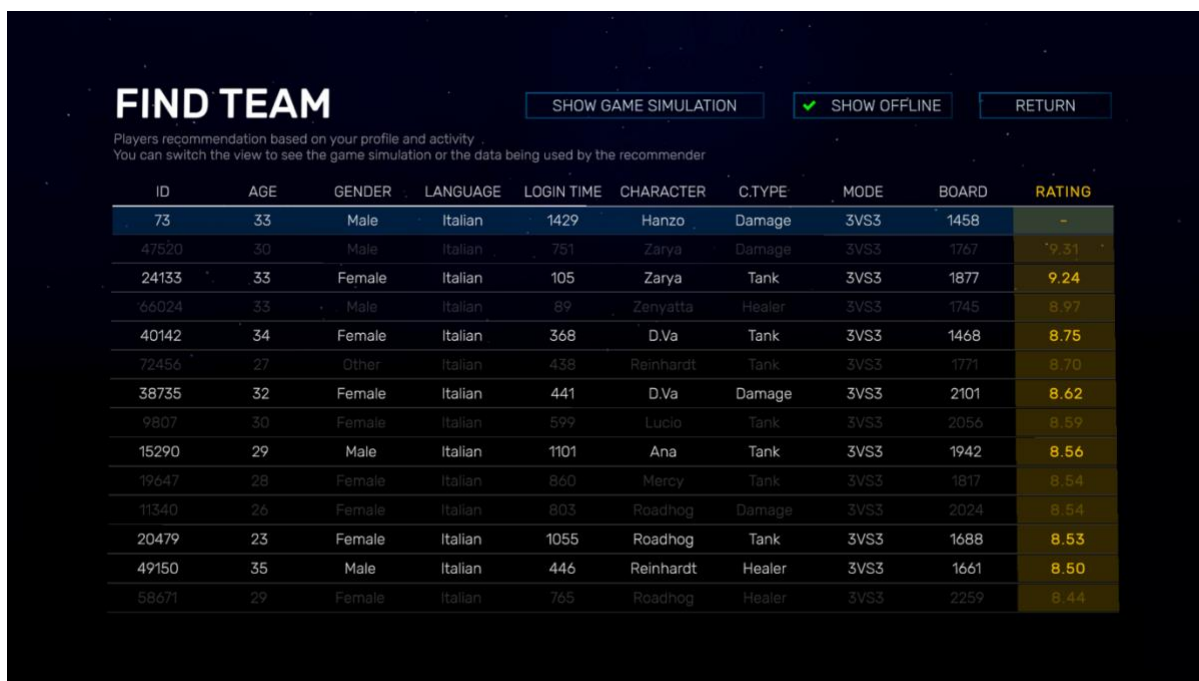 FIND TEAM
SHOW GAME SIMULATION ✔ SHOW OFFLINE RETURN
Players recommendation based on your profile and activity
You can switch the view to see the game simulation or the data being used by the recommender
ID AGE GENDER LANGUAGE LOGIN TIME CHARACTER C.TYPE MODE BOARD RATING
73 33 Male Italian 1429 Hanzo Damage 3VS3 1458 -
47520 30 Male Italian 751 Zarya Damage 3VS3 1767 9.31
24133 33 Female Italian 105 Zarya Tank 3VS3 1877 9.24
66024 33 Male Italian 89 Zenyatta Healer 3VS3 1745 8.97
40142 34 Female Italian 368 D.Va Tank 3VS3 1468 8.75
72456 27 Other Italian 438 Reinhardt Tank 3VS3 1771 8.70
38735 32 Female Italian 441 D.Va Damage 3VS3 2101 8.62
9807 30 Female Italian 599 Lucio Tank 3VS3 2056 8.59
15290 29 Male Italian 1101 Ana Tank 3VS3 1942 8.56
19647 28 Female Italian 860 Mercy Tank 3VS3 1817 8.54
11340 26 Female Italian 803 Roadhog Damage 3VS3 2024 8.54
20479 23 Female Italian 1055 Roadhog Tank 3VS3 1688 8.53
49150 35 Male Italian 446 Reinhardt Healer 3VS3 1661 8.50
58671 29 Female Italian 765 Roadhog Healer 3VS3 2259 8.44